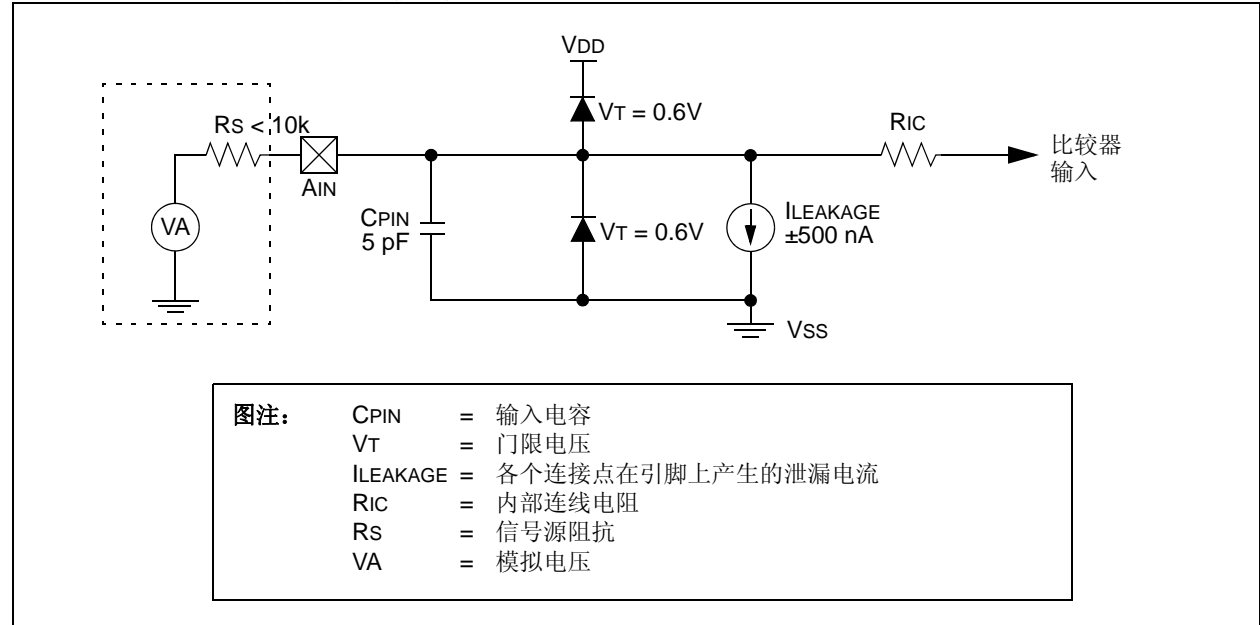 VDD
VT = 0.6V
RS < 10k
RIC
比较器
输入
AIN
VA
CPIN
5 pF
VT = 0.6V
ILEAKAGE
±500 nA
VSS
图注： CPIN = 输入电容
VT = 门限电压
ILEAKAGE = 各个连接点在引脚上产生的泄漏电流
RIC = 内部连线电阻
RS = 信号源阻抗
VA = 模拟电压